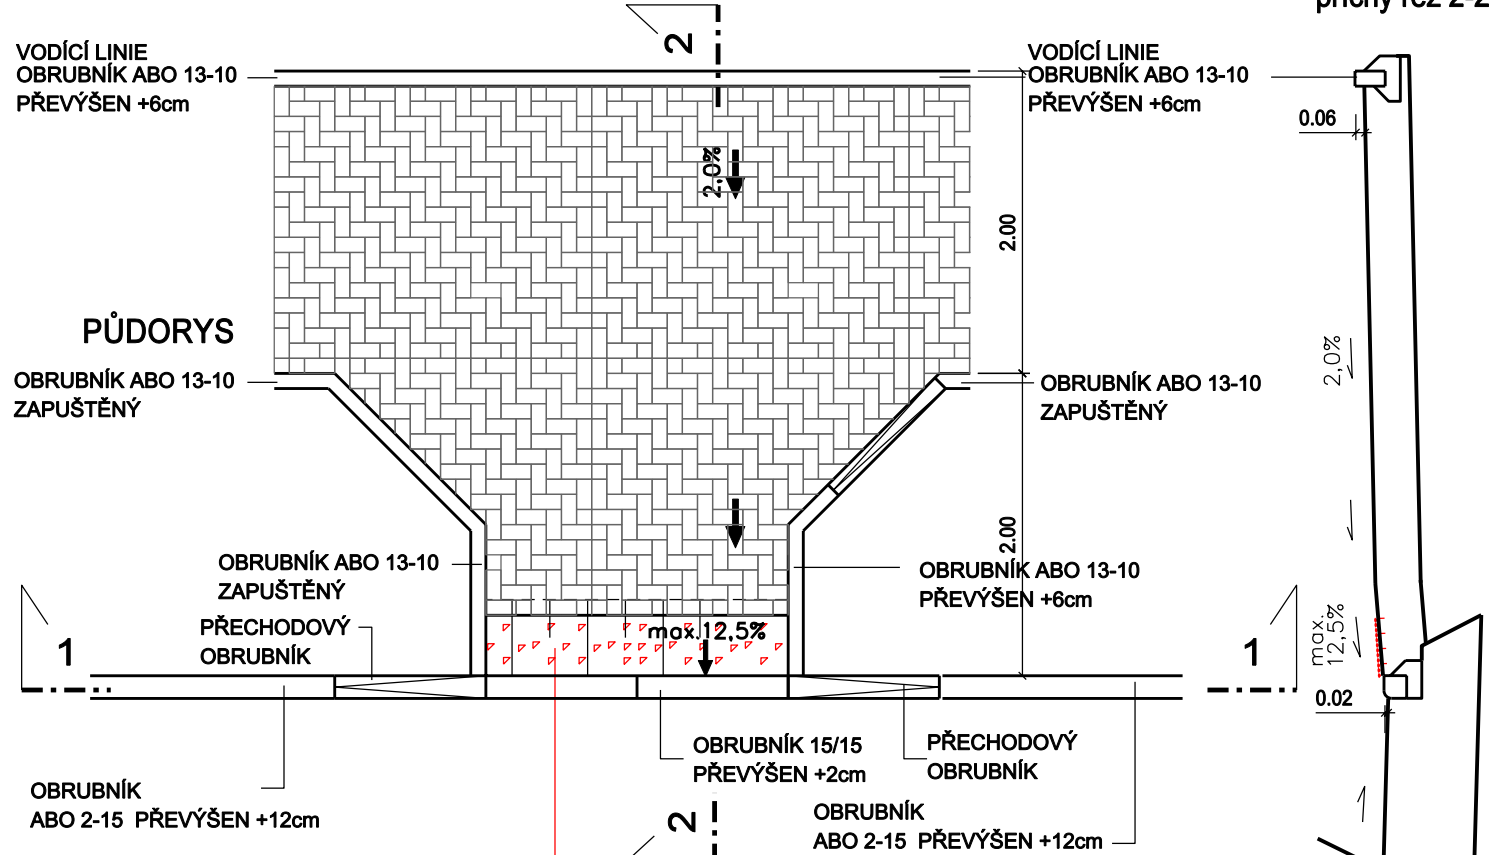 příčný řez 2-2
2
VODÍCÍ LINIE
OBRUBNÍK ABO 13-10
PŘEVÝŠEN +6cm
VODÍCÍ LINIE
OBRUBNÍK ABO 13-10
PŘEVÝŠEN +6cm
0.06
2,0%
2.00
PŮDORYS
2,0%
OBRUBNÍK ABO 13-10
ZAPUŠTĚNÝ
OBRUBNÍK ABO 13-10
ZAPUŠTĚNÝ
2.00
OBRUBNÍK ABO 13-10
ZAPUŠTĚNÝ
OBRUBNÍK ABO 13-10
PŘEVÝŠEN +6cm
PŘECHODOVÝ
OBRUBNÍK
max.12,5%
max.
12,5%
1
1
0.02
OBRUBNÍK 15/15
PŘEVÝŠEN +2cm
PŘECHODOVÝ
OBRUBNÍK
OBRUBNÍK
ABO 2-15 PŘEVÝŠEN +12cm
2
OBRUBNÍK
ABO 2-15 PŘEVÝŠEN +12cm